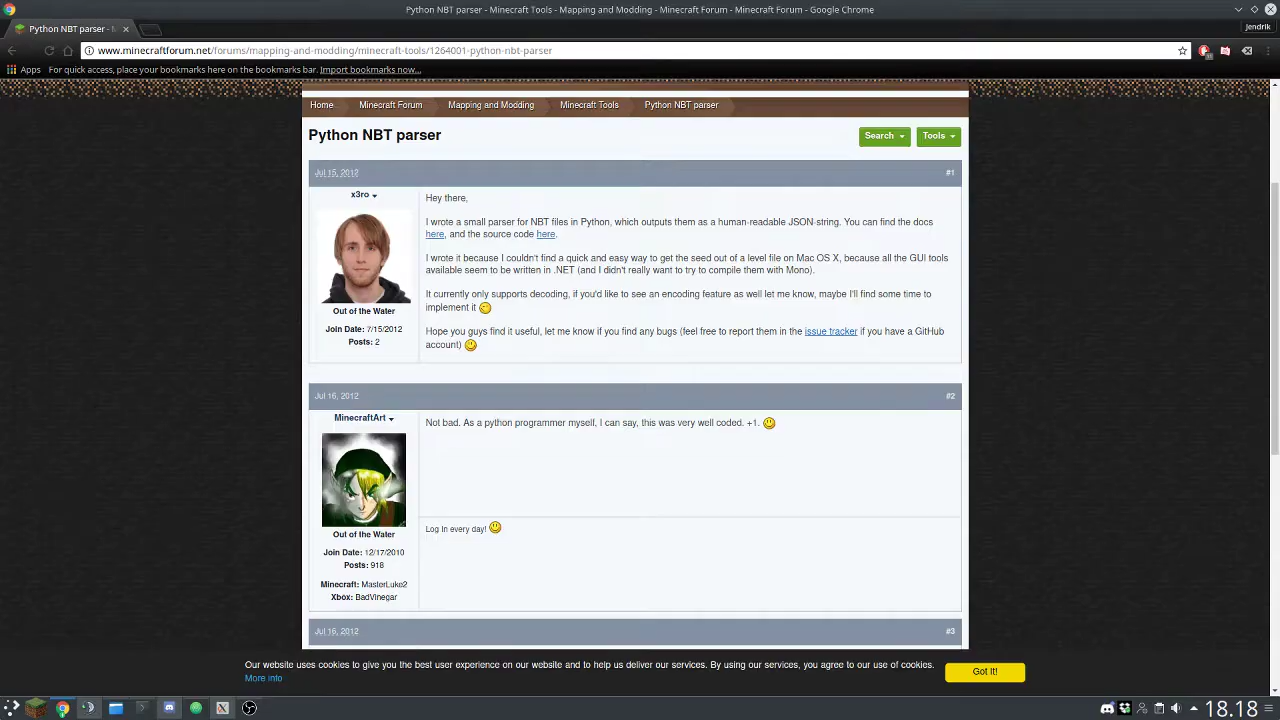 Python NBT parser - Minecraft Tools - Mapping and Modding - Minecraft Forum - Minecraft Forum - Google Chrome
Python NBT parser -
Jendrik
www.minecraftforum.net/forums/mapping-and-modding/minecraft-tools/1264001-python-nbt-parser
Apps For quick access, place your bookmarks here on the bookmarks bar. Import bookmarks now...
Home Minecraft Forum Mapping and Modding Minecraft Tools Python NBT parser
Python NBT parser
Search Tools
Jul 15, 2012 #1
x3ro
Out of the Water
Join Date: 7/15/2012
Posts: 2
Hey there,
I wrote a small parser for NBT files in Python, which outputs them as a human-readable JSON-string. You can find the docs
here, and the source code here.
I wrote it because I couldn't find a quick and easy way to get the seed out of a level file on Mac OS X, because all the GUI tools
available seem to be written in .NET (and I didn't really want to try to compile them with Mono).
It currently only supports decoding, if you'd like to see an encoding feature as well let me know, maybe I'll find some time to
implement it
Hope you guys find it useful, let me know if you find any bugs (feel free to report them in the issue tracker if you have a GitHub
account)
Jul 16, 2012 #2
MinecraftArt
Out of the Water
Join Date: 12/17/2010
Posts: 918
Minecraft: MasterLuke2
Xbox: BadVinegar
Not bad. As a python programmer myself, I can say, this was very well coded. +1.
Log In every day!
Jul 16, 2012 #3
Our website uses cookies to give you the best user experience on our website and to help us deliver our services. By using our services, you agree to our use of cookies.
More info
Got It!
18.18